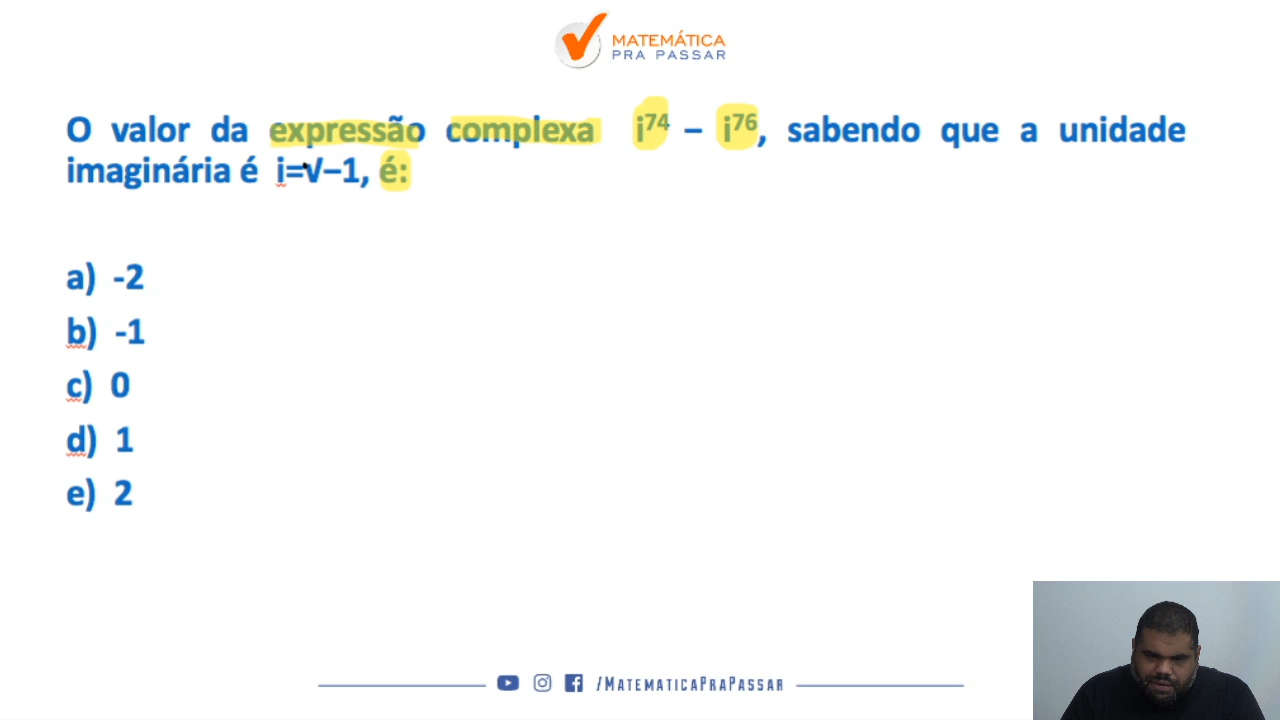 MATEMÁTICA
PRA PASSAR
O valor da expressão complexa i⁷⁴ – i⁷⁶, sabendo que a unidade
imaginária é i=√–1, é:
a) -2
b) -1
c) 0
d) 1
e) 2
/MATEMATICAPRAPASSAR